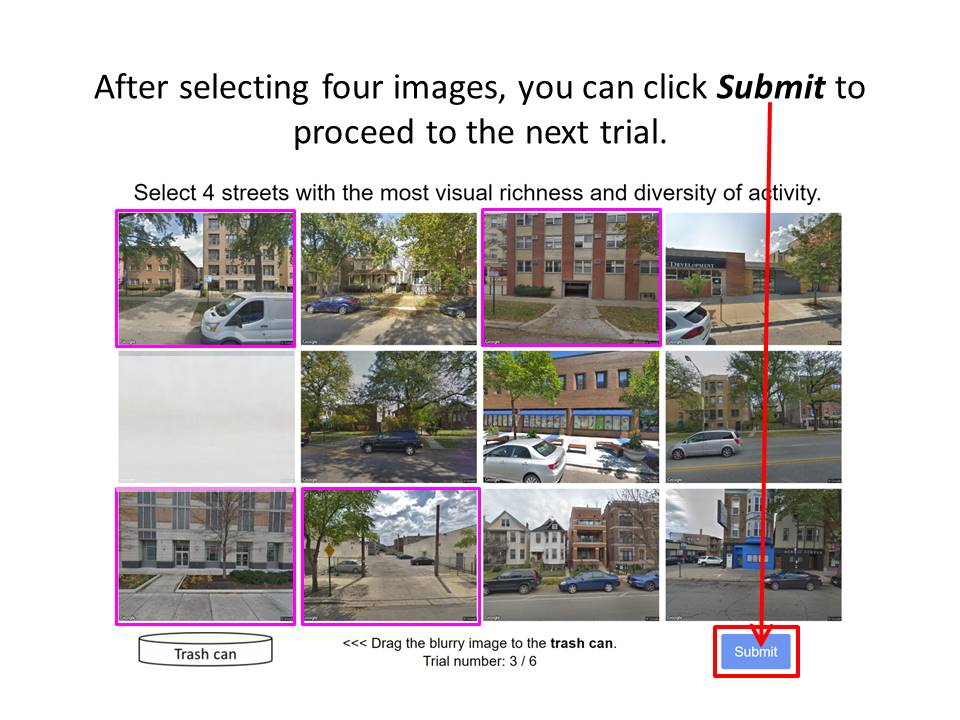 After selecting four images, you can click Submit to
proceed to the next trial.
Select 4 streets with the most visual richness and diversity of activity.
DEVELOPMENT
Trash can
<<< Drag the blurry image to the trash can.
Trial number: 3 / 6
Submit